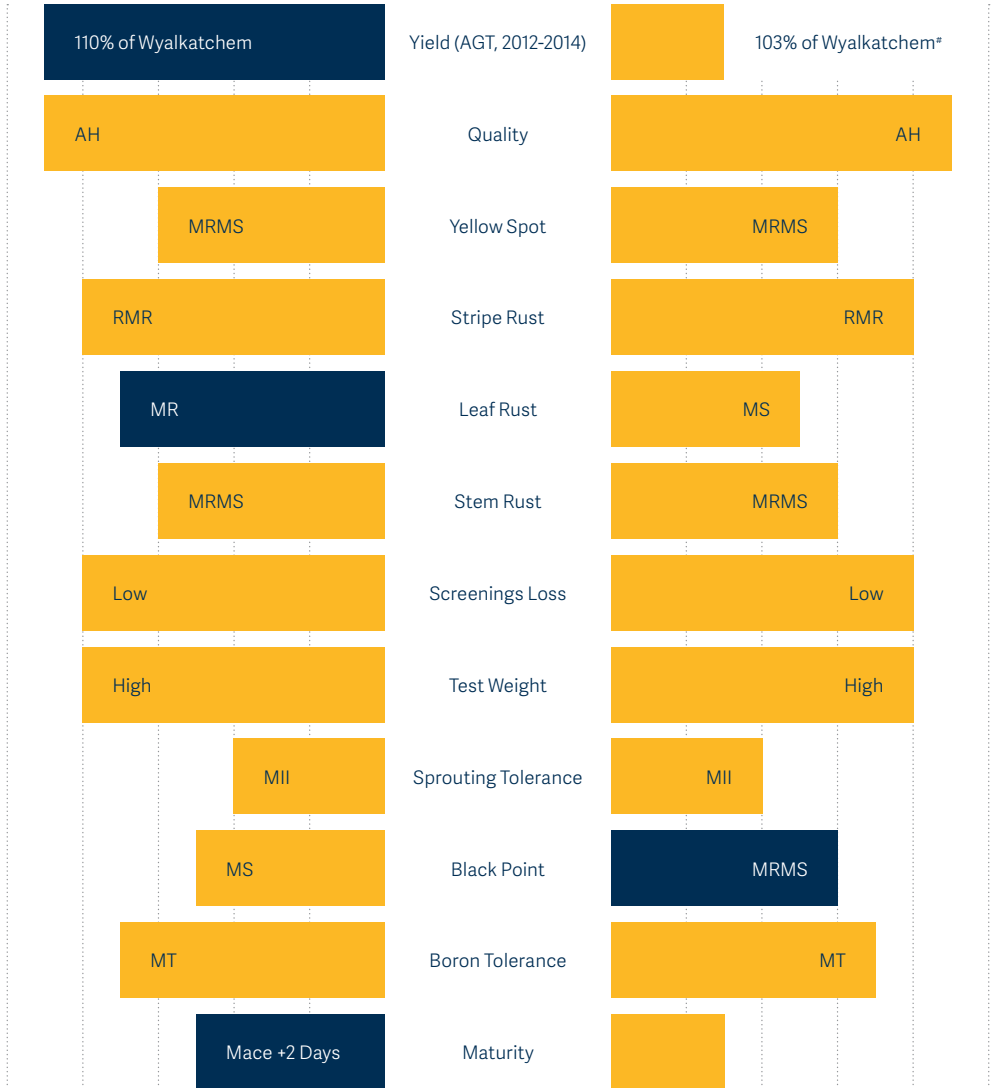 110% of Wyalkatchem Yield (AGT, 2012-2014) 103% of Wyalkatchem#
AH Quality AH
MRMS Yellow Spot MRMS
RMR Stripe Rust RMR
MR Leaf Rust MS
MRMS Stem Rust MRMS
Low Screenings Loss Low
High Test Weight High
MII Sprouting Tolerance MII
MS Black Point MRMS
MT Boron Tolerance MT
Mace +2 Days Maturity